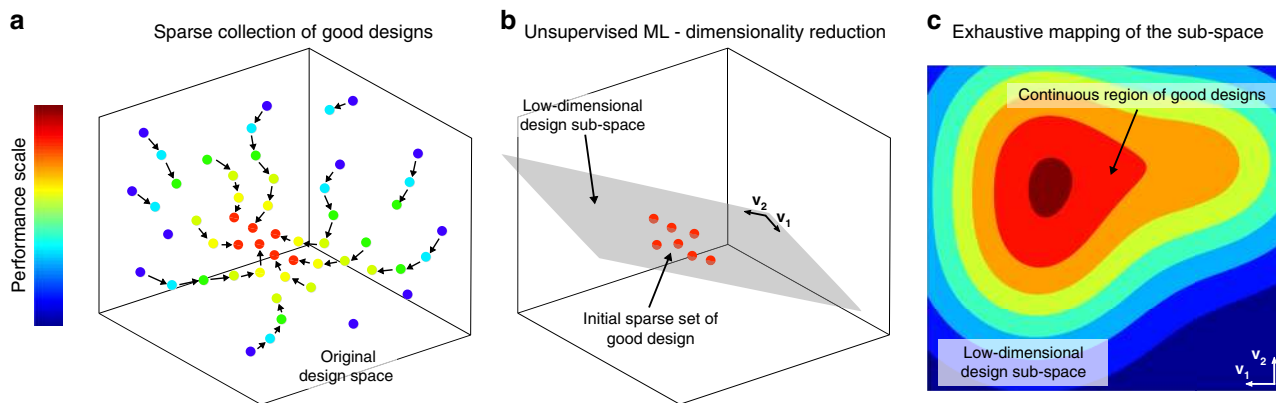 a
Sparse collection of good designs
Performance scale
Original
design space
b
Unsupervised ML - dimensionality reduction
Low-dimensional
design sub-space
v2
v1
Initial sparse set of
good design
c
Exhaustive mapping of the sub-space
Continuous region of good designs
Low-dimensional
design sub-space
v2
v1